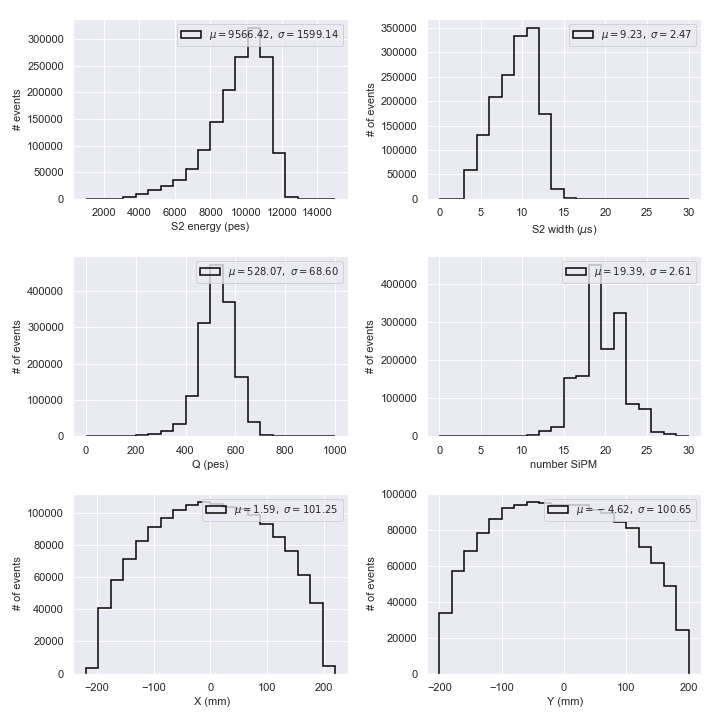 300000
250000
200000
150000
100000
50000
0
# events
μ = 9566.42, σ = 1599.14
2000 4000 6000 8000 10000 12000 14000
S2 energy (pes)
350000
300000
250000
200000
150000
100000
50000
0
# of events
μ = 9.23, σ = 2.47
0 5 10 15 20 25 30
S2 width (μs)
400000
300000
200000
100000
0
# of events
μ = 528.07, σ = 68.60
0 200 400 600 800 1000
Q (pes)
400000
300000
200000
100000
0
# of events
μ = 19.39, σ = 2.61
0 5 10 15 20 25 30
number SiPM
100000
80000
60000
40000
20000
0
# of events
μ = 1.59, σ = 101.25
−200 −100 0 100 200
X (mm)
100000
80000
60000
40000
20000
0
# of events
μ = − 4.62, σ = 100.65
−200 −100 0 100 200
Y (mm)